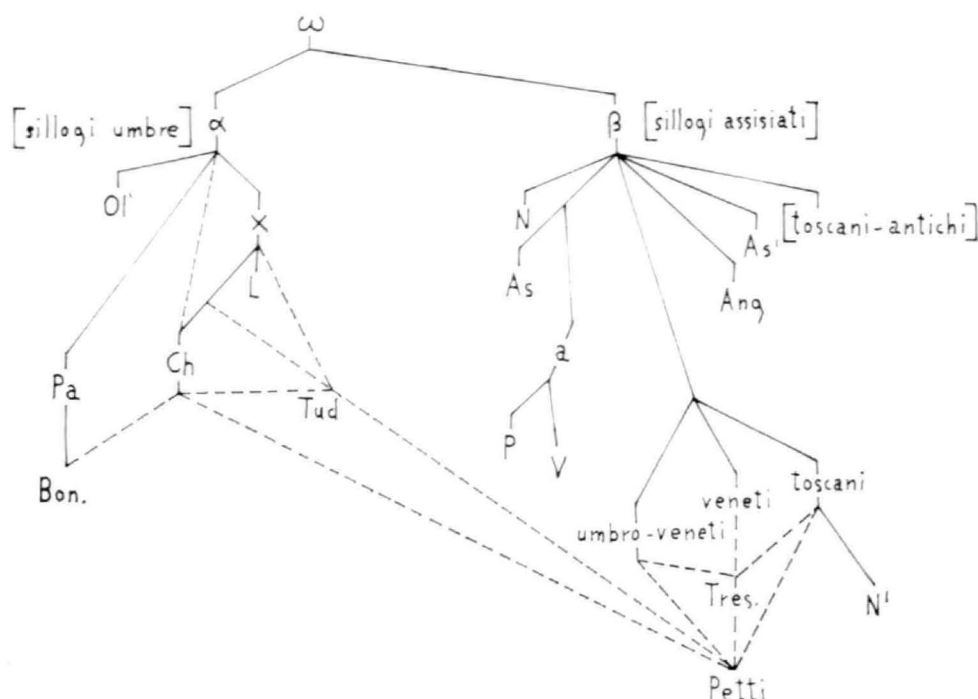 ω
[sillogi umbre] α
β [sillogi assisiati]
Ol'
X
L
N
As
As' [toscani-antichi]
Ang
Pa
Ch
Tud
a
P
V
Bon.
umbro-veneti
veneti
toscani
Tres.
N'
Petti